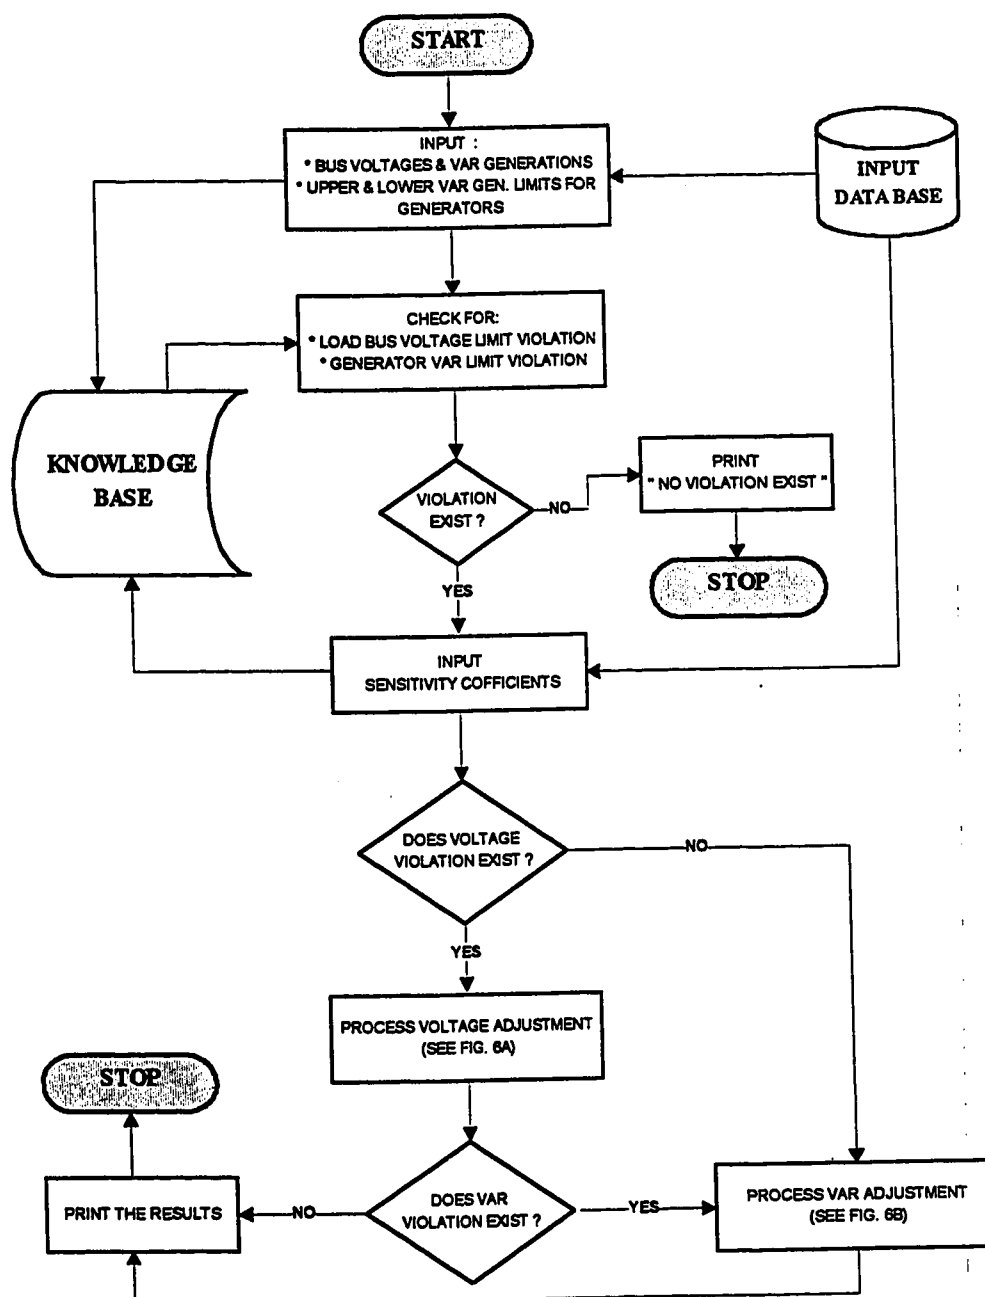 START
INPUT :
* BUS VOLTAGES & VAR GENERATIONS
* UPPER & LOWER VAR GEN. LIMITS FOR
GENERATORS
INPUT
DATA BASE
CHECK FOR:
* LOAD BUS VOLTAGE LIMIT VIOLATION
* GENERATOR VAR LIMIT VIOLATION
KNOWLEDGE
BASE
VIOLATION
EXIST ?
NO
PRINT
" NO VIOLATION EXIST "
STOP
YES
INPUT
SENSITIVITY COFFICIENTS
DOES VOLTAGE
VIOLATION EXIST ?
NO
YES
PROCESS VOLTAGE ADJUSTMENT
(SEE FIG. 6A)
STOP
PRINT THE RESULTS
NO
DOES VAR
VIOLATION EXIST ?
YES
PROCESS VAR ADJUSTMENT
(SEE FIG. 6B)